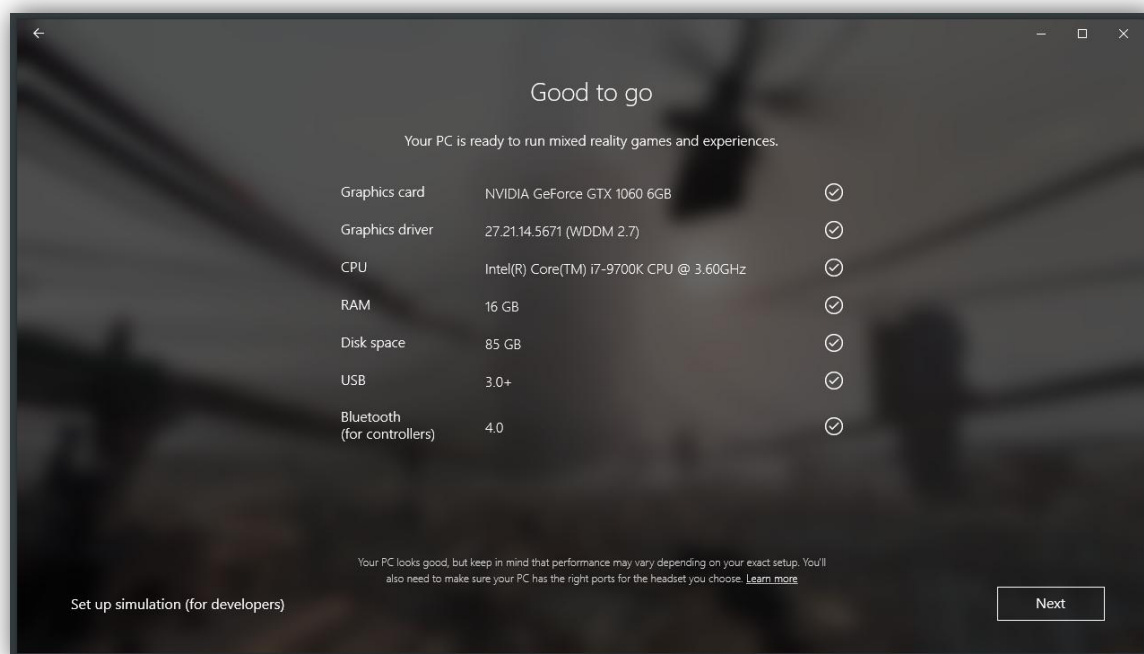 Good to go
Your PC is ready to run mixed reality games and experiences.
Graphics card NVIDIA GeForce GTX 1060 6GB
Graphics driver 27.21.14.5671 (WDDM 2.7)
CPU Intel(R) Core(TM) i7-9700K CPU @ 3.60GHz
RAM 16 GB
Disk space 85 GB
USB 3.0+
Bluetooth
(for controllers) 4.0
Your PC looks good, but keep in mind that performance may vary depending on your exact setup. You'll
also need to make sure your PC has the right ports for the headset you choose. Learn more
Set up simulation (for developers)
Next